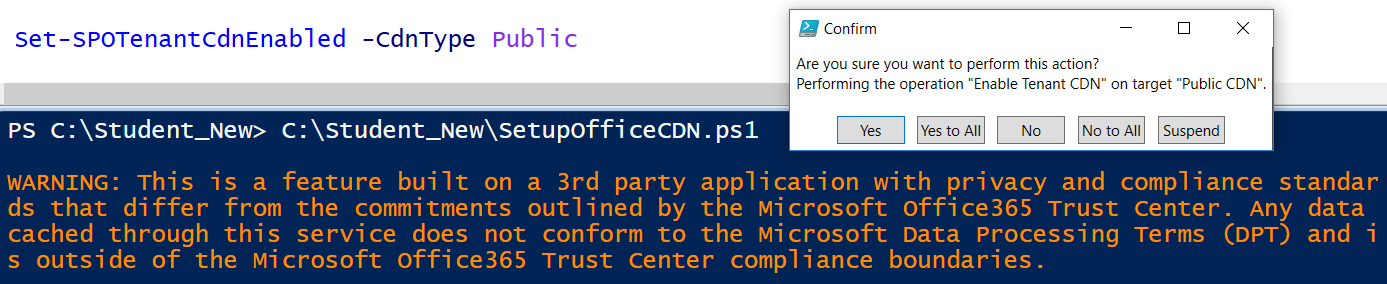 Set-SPOTenantCdnEnabled -CdnType Public
Confirm
Are you sure you want to perform this action?
Performing the operation "Enable Tenant CDN" on target "Public CDN".
Yes Yes to All No No to All Suspend
PS C:\Student_New> C:\Student_New\SetupOfficeCDN.ps1
WARNING: This is a feature built on a 3rd party application with privacy and compliance standar
ds that differ from the commitments outlined by the Microsoft Office365 Trust Center. Any data
cached through this service does not conform to the Microsoft Data Processing Terms (DPT) and i
s outside of the Microsoft Office365 Trust Center compliance boundaries.